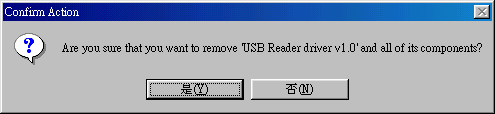 Confirm Action
Are you sure that you want to remove 'USB Reader driver v1.0' and all of its components?
是(Y)
否(N)